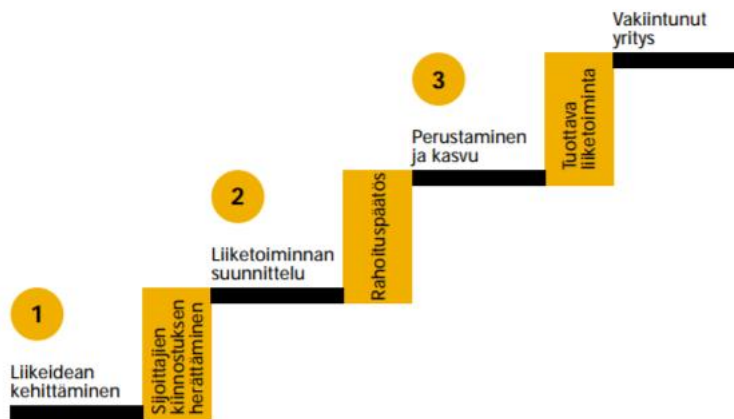 1
Liikeidean
kehittäminen
Sijoittajien
kiinnostuksen
herättäminen
2
Liiketoiminnan
suunnittelu
Rahoituspäätös
3
Perustaminen
ja kasvu
Tuottava
liiketoiminta
Vakiintunut
yritys